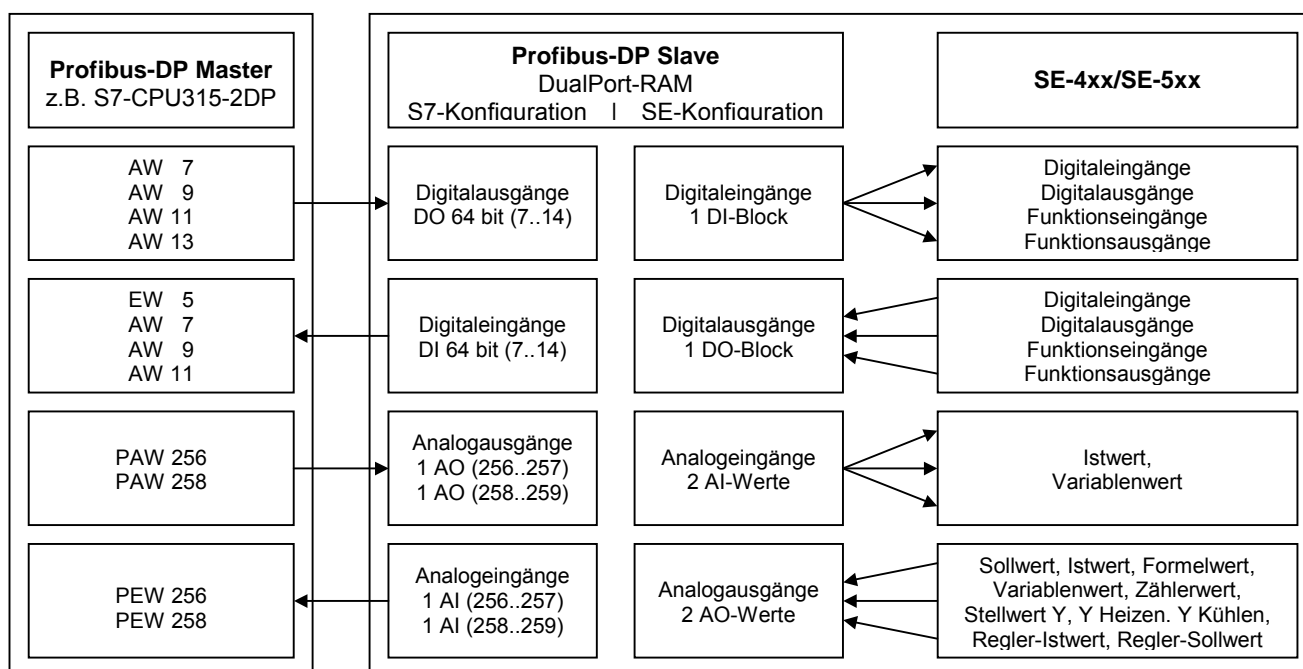 Profibus-DP Master
z.B. S7-CPU315-2DP
Profibus-DP Slave
DualPort-RAM
S7-Konfiguration | SE-Konfiguration
SE-4xx/SE-5xx
AW 7
AW 9
AW 11
AW 13
Digitalausgänge
DO 64 bit (7..14)
Digitaleingänge
1 DI-Block
Digitaleingänge
Digitalausgänge
Funktionseingänge
Funktionsausgänge
EW 5
AW 7
AW 9
AW 11
Digitaleingänge
DI 64 bit (7..14)
Digitalausgänge
1 DO-Block
Digitaleingänge
Digitalausgänge
Funktionseingänge
Funktionsausgänge
PAW 256
PAW 258
Analogausgänge
1 AO (256..257)
1 AO (258..259)
Analogeingänge
2 AI-Werte
Istwert,
Variablenwert
PEW 256
PEW 258
Analogeingänge
1 AI (256..257)
1 AI (258..259)
Analogausgänge
2 AO-Werte
Sollwert, Istwert, Formelwert,
Variablenwert, Zählerwert,
Stellwert Y, Y Heizen. Y Kühlen,
Regler-Istwert, Regler-Sollwert